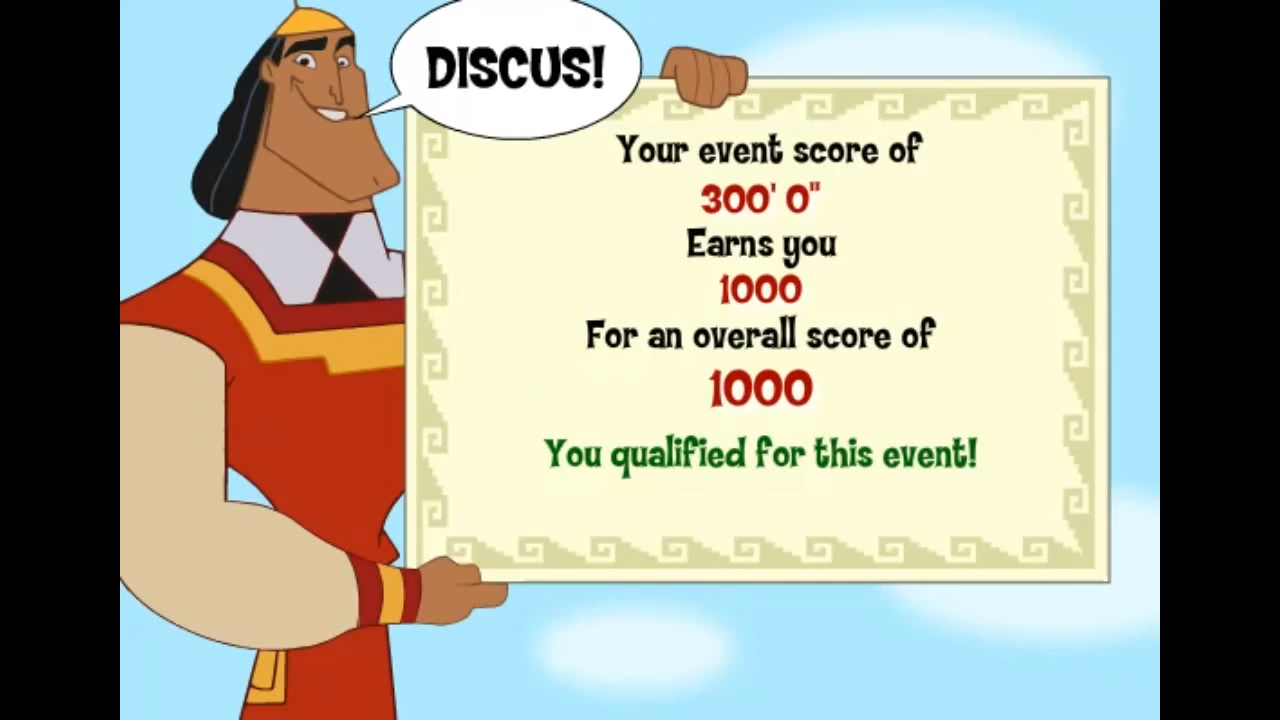 DISCUS!
Your event score of
300' 0"
Earns you
1000
For an overall score of
1000
You qualified for this event!